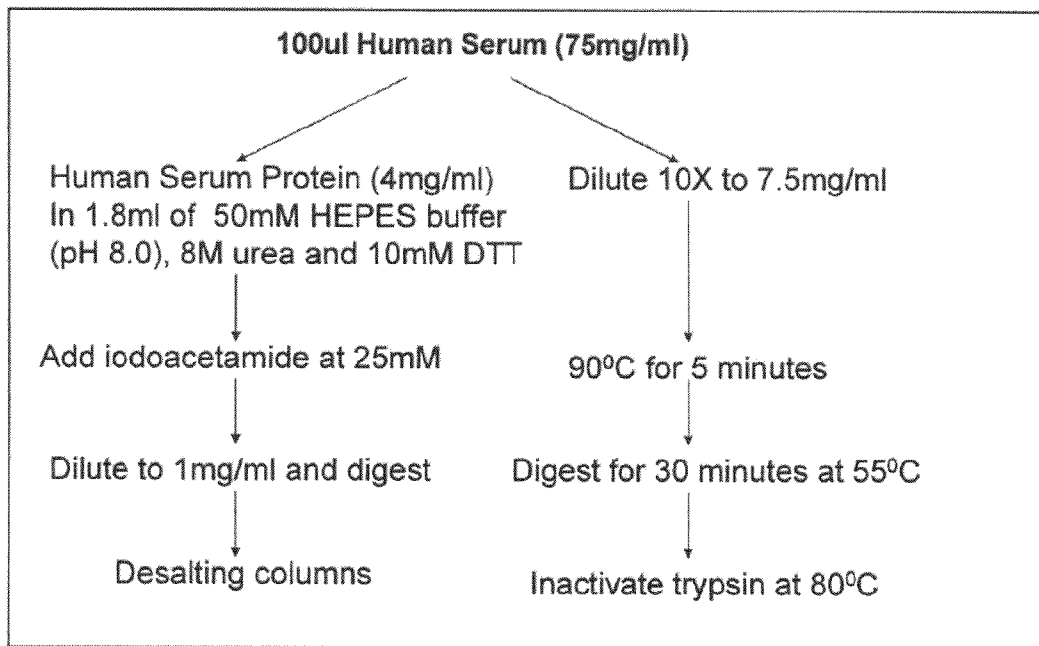 100ul Human Serum (75mg/ml)
Human Serum Protein (4mg/ml)
In 1.8ml of 50mM HEPES buffer
(pH 8.0), 8M urea and 10mM DTT
Add iodoacetamide at 25mM
Dilute to 1mg/ml and digest
Desalting columns
Dilute 10X to 7.5mg/ml
90⁰C for 5 minutes
Digest for 30 minutes at 55⁰C
Inactivate trypsin at 80⁰C